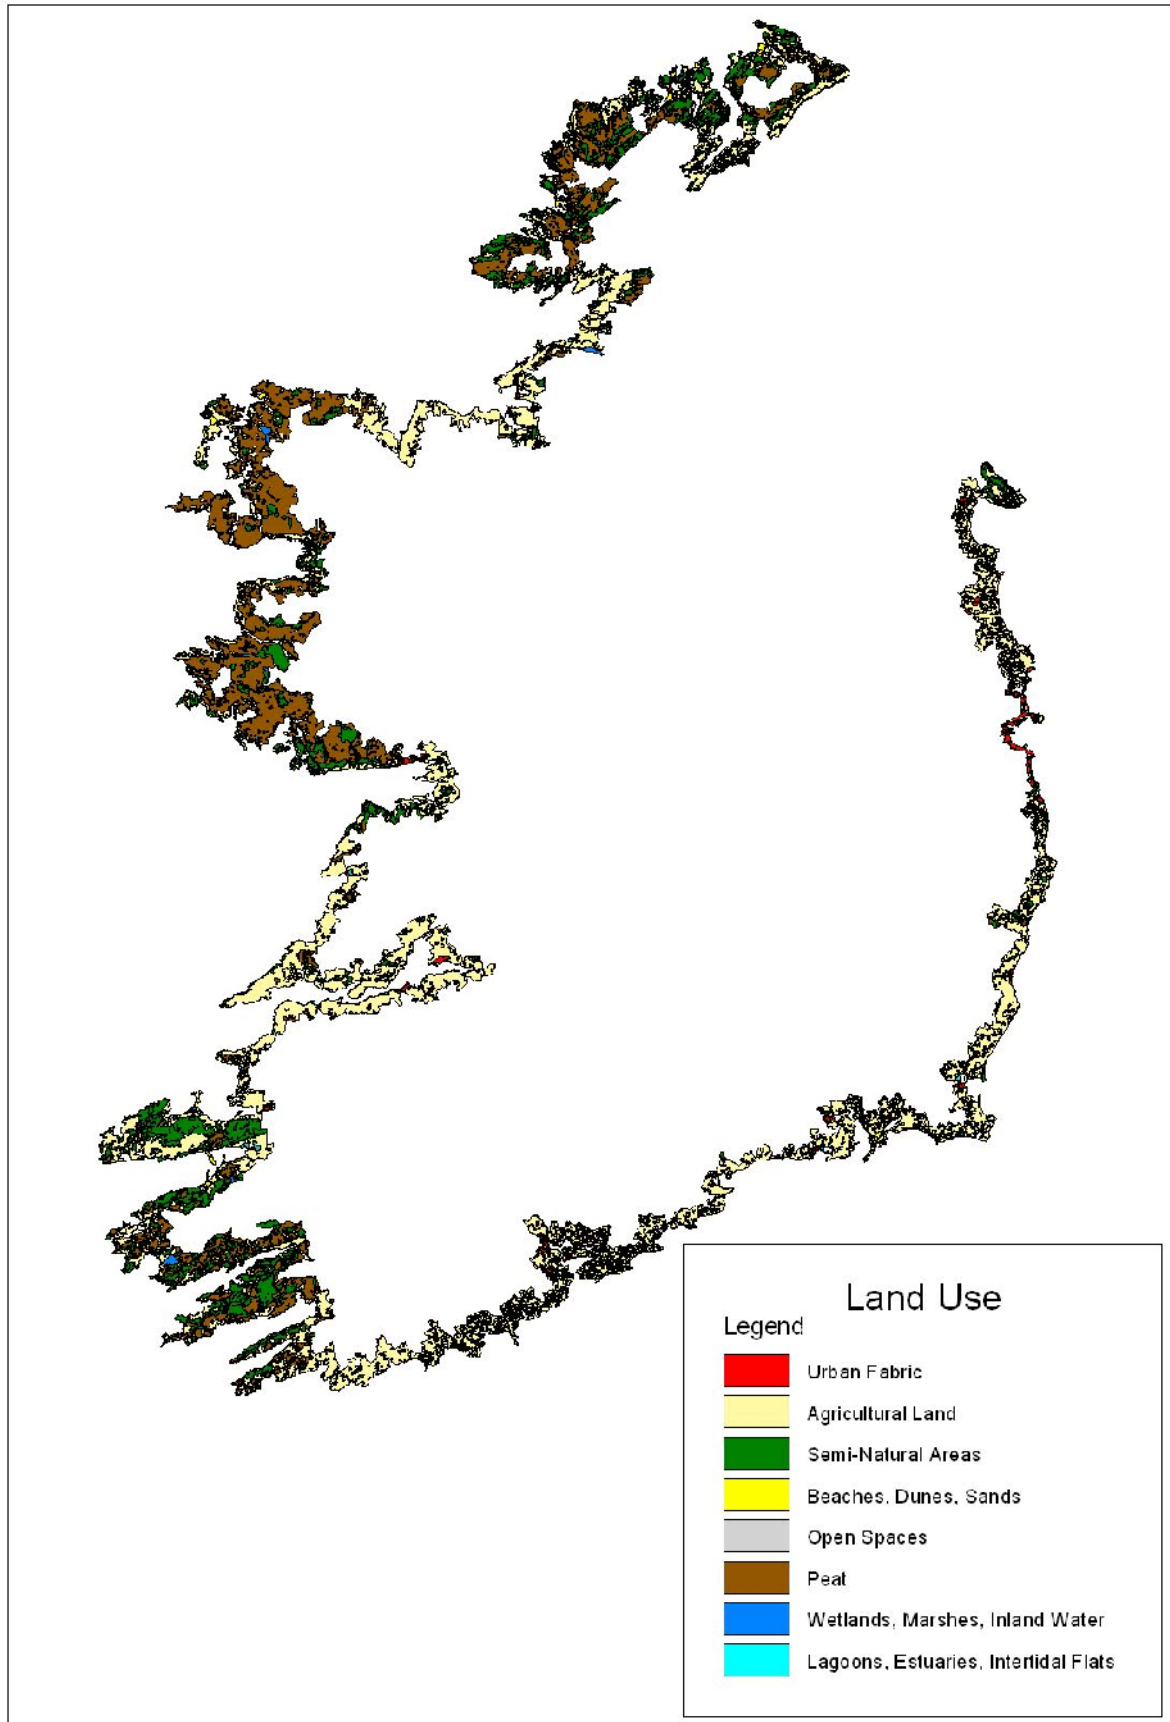 Land Use
Legend
Urban Fabric
Agricultural Land
Semi-Natural Areas
Beaches, Dunes, Sands
Open Spaces
Peat
Wetlands, Marshes, Inland Water
Lagoons, Estuaries, Intertidal Flats